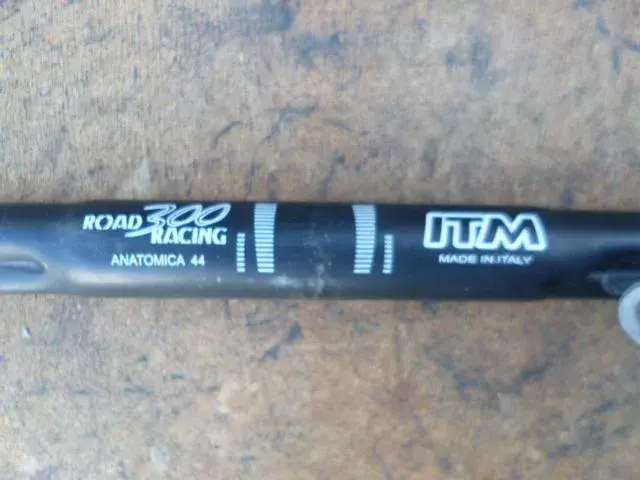 ROAD 300
RACING
ANATOMICA 44
ITM
MADE IN ITALY